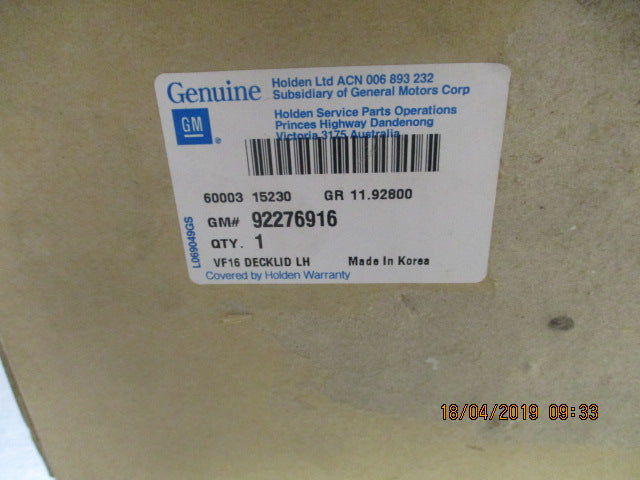 Genuine
Holden Ltd ACN 006 893 232
Subsidiary of General Motors Corp
GM
®
Holden Service Parts Operations
Princes Highway Dandenong
Victoria 3175 Australia
60003 15230 GR 11.92800
GM# 92276916
QTY. 1
VF16 DECKLID LH Made In Korea
Covered by Holden Warranty
L069049GS
18/04/2019 09:33